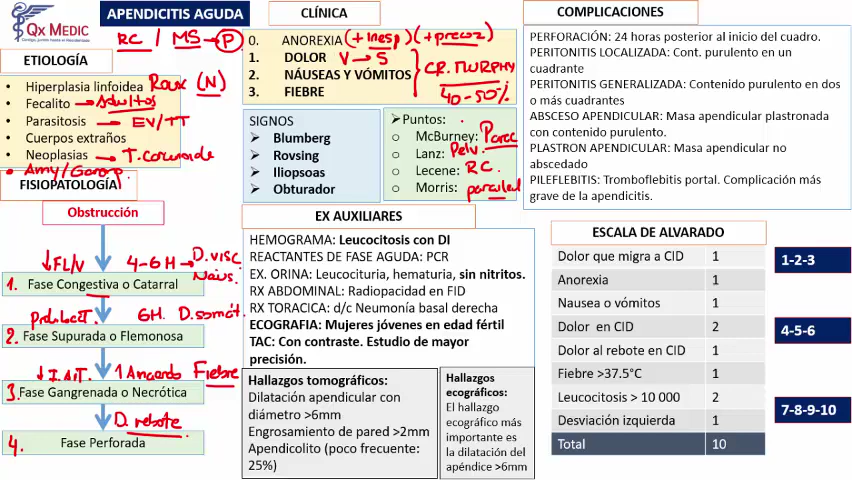 Qx Medic
APENDICITIS AGUDA
RC / MS → P
ETIOLOGÍA
Hiperplasia linfoidea Roux (N)
Fecalito → Adultos
Parasitosis → EV/TT
Cuerpos extraños
Neoplasias → T. Carcinoide
FISIOPATOLOGÍA
Obstrucción
↓FL/V 4-6H → D. visc
Náus.
1. Fase Congestiva o Catarral
6H D. somát.
2. Fase Supurada o Flemonosa
Fiebre
3. Fase Gangrenada o Necrótica
D. rebote
4. Fase Perforada
CLÍNICA
0. ANOREXIA (+inesp) (+precoz)
1. DOLOR V → S
2. NÁUSEAS Y VÓMITOS
3. FIEBRE
CR. MURPHY
40-50%
SIGNOS
Blumberg
Rovsing
Iliopsoas
Obturador
Puntos:
McBurney: Parac
Lanz: Pelv.
Lecene: RC.
Morris:
EX AUXILIARES
HEMOGRAMA: Leucocitosis con DI
REACTANTES DE FASE AGUDA: PCR
EX. ORINA: Leucocituria, hematuria, sin nitritos.
RX ABDOMINAL: Radiopacidad en FID
RX TORACICA: d/c Neumonía basal derecha
ECOGRAFIA: Mujeres jóvenes en edad fértil
TAC: Con contraste. Estudio de mayor
precisión.
Hallazgos tomográficos:
Dilatación apendicular con
diámetro >6mm
Engrosamiento de pared >2mm
Apendicolito (poco frecuente:
25%)
Hallazgos
ecográficos:
El hallazgo
ecográfico más
importante es
la dilatación del
apéndice >6mm
COMPLICACIONES
PERFORACIÓN: 24 horas posterior al inicio del cuadro.
PERITONITIS LOCALIZADA: Cont. purulento en un
cuadrante
PERITONITIS GENERALIZADA: Contenido purulento en dos
o más cuadrantes
ABSCESO APENDICULAR: Masa apendicular plastronada
con contenido purulento.
PLASTRON APENDICULAR: Masa apendicular no
abscedado
PILEFLEBITIS: Tromboflebitis portal. Complicación más
grave de la apendicitis.
ESCALA DE ALVARADO
Dolor que migra a CID 1
Anorexia 1
Nausea o vómitos 1
Dolor en CID 2
Dolor al rebote en CID 1
Fiebre >37.5°C 1
Leucocitosis > 10 000 2
Desviación izquierda 1
Total 10
1-2-3
4-5-6
7-8-9-10